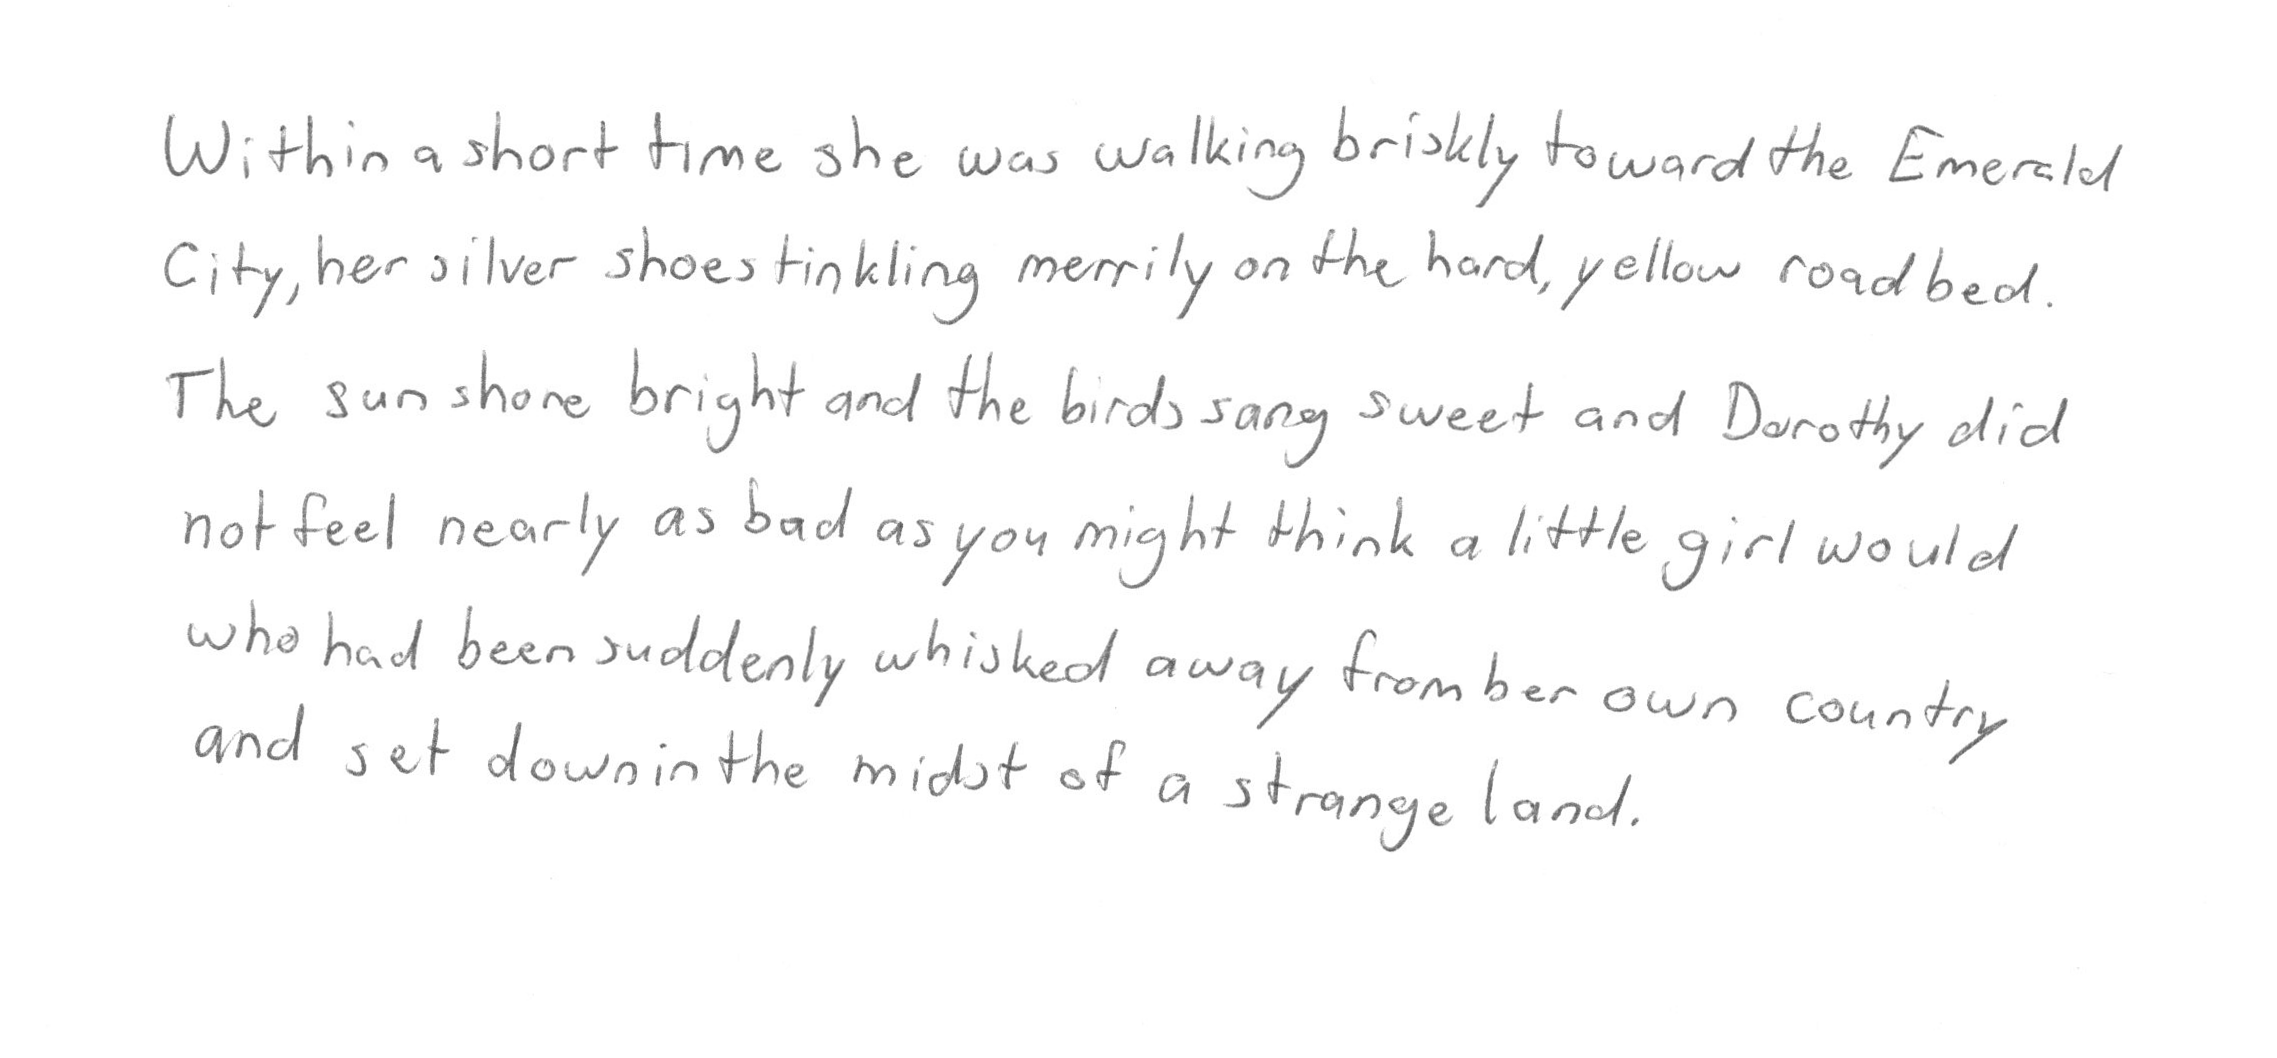 Within a short time she was walking briskly toward the Emerald
City, her silver shoes tinkling merrily on the hard, yellow roadbed.
The sun shone bright and the birds sang sweet and Dorothy did
not feel nearly as bad as you might think a little girl would
who had been suddenly whisked away from her own country
and set down in the midst of a strange land.